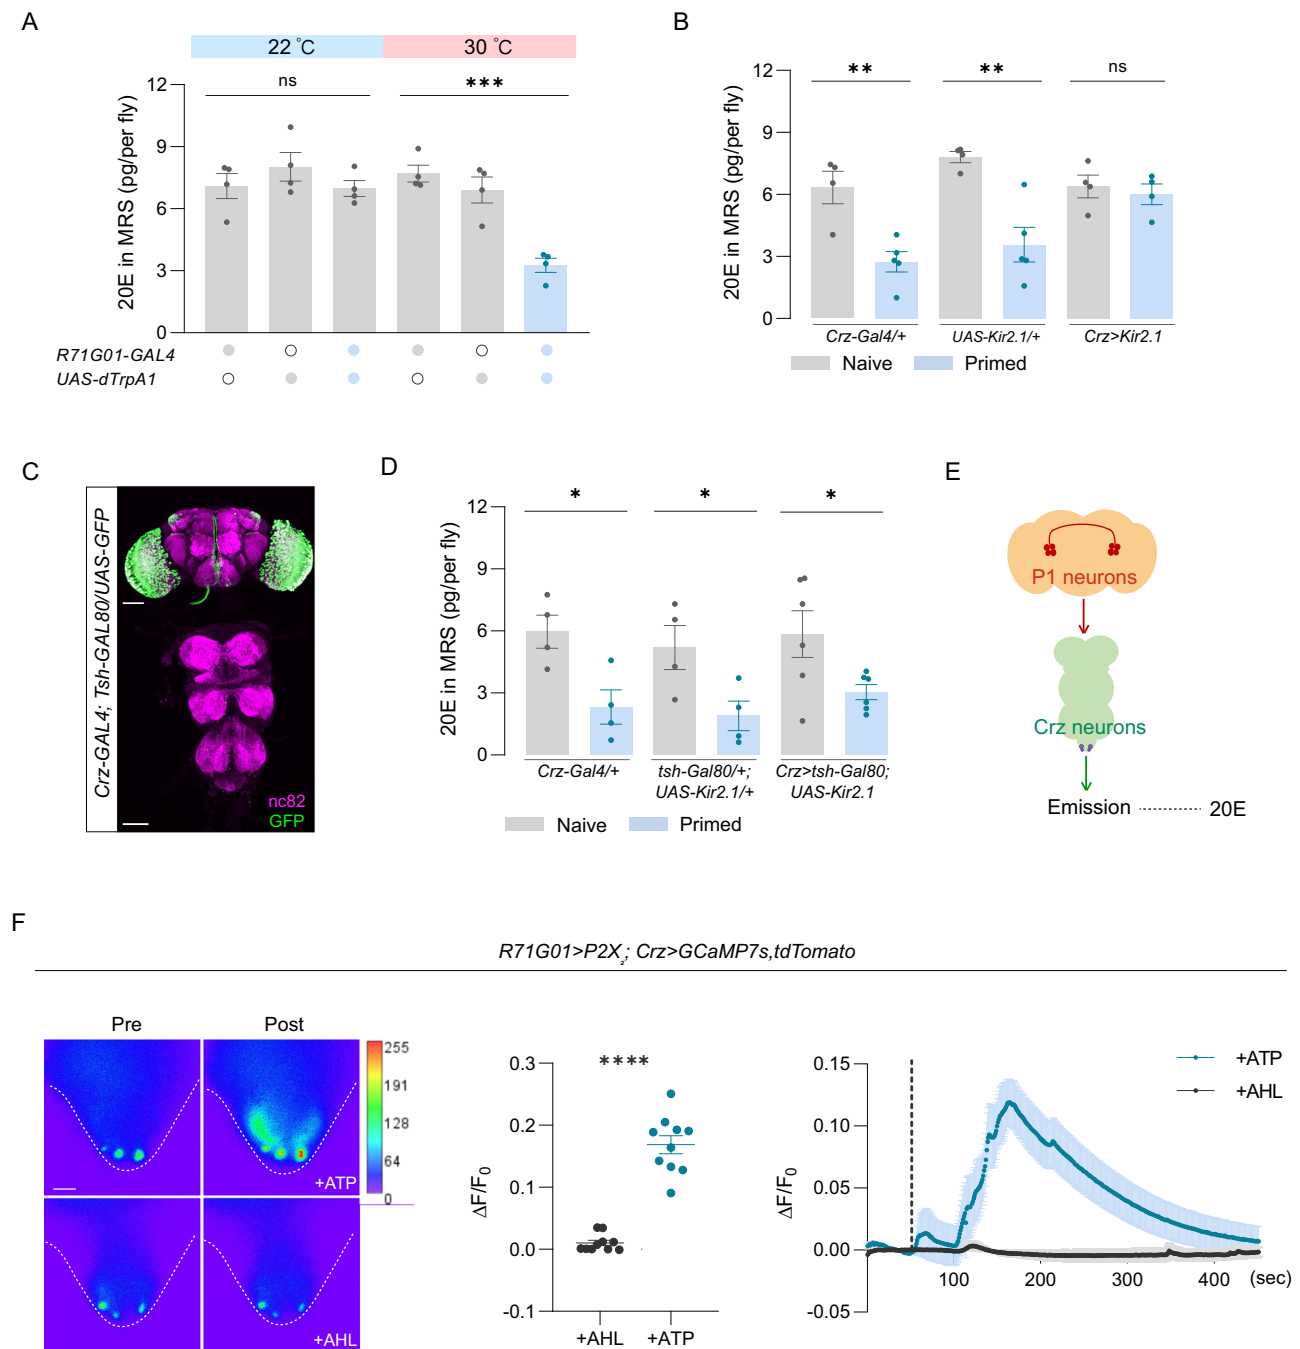 A
22 °C
30 °C
ns
***
20E in MRS (pg/per fly)
12
9
6
3
0
R71G01-GAL4
UAS-dTrpA1
B
**
**
ns
20E in MRS (pg/per fly)
12
9
6
3
0
Crz-Gal4/+
UAS-Kir2.1/+
Crz>Kir2.1
Naive
Primed
C
Crz-GAL4; Tsh-GAL80/UAS-GFP
nc82
GFP
D
*
*
*
20E in MRS (pg/per fly)
12
9
6
3
0
Crz-Gal4/+
tsh-Gal80/+;
UAS-Kir2.1/+
Crz>tsh-Gal80;
UAS-Kir2.1
Naive
Primed
E
P1 neurons
Crz neurons
Emission
20E
F
R71G01>P2X₂; Crz>GCaMP7s,tdTomato
Pre
Post
+ATP
+AHL
255
191
128
64
0
****
ΔF/F₀
0.3
0.2
0.1
0.0
-0.1
+AHL
+ATP
ΔF/F₀
0.15
0.10
0.05
0.00
-0.05
100
200
300
400
(sec)
+ATP
+AHL